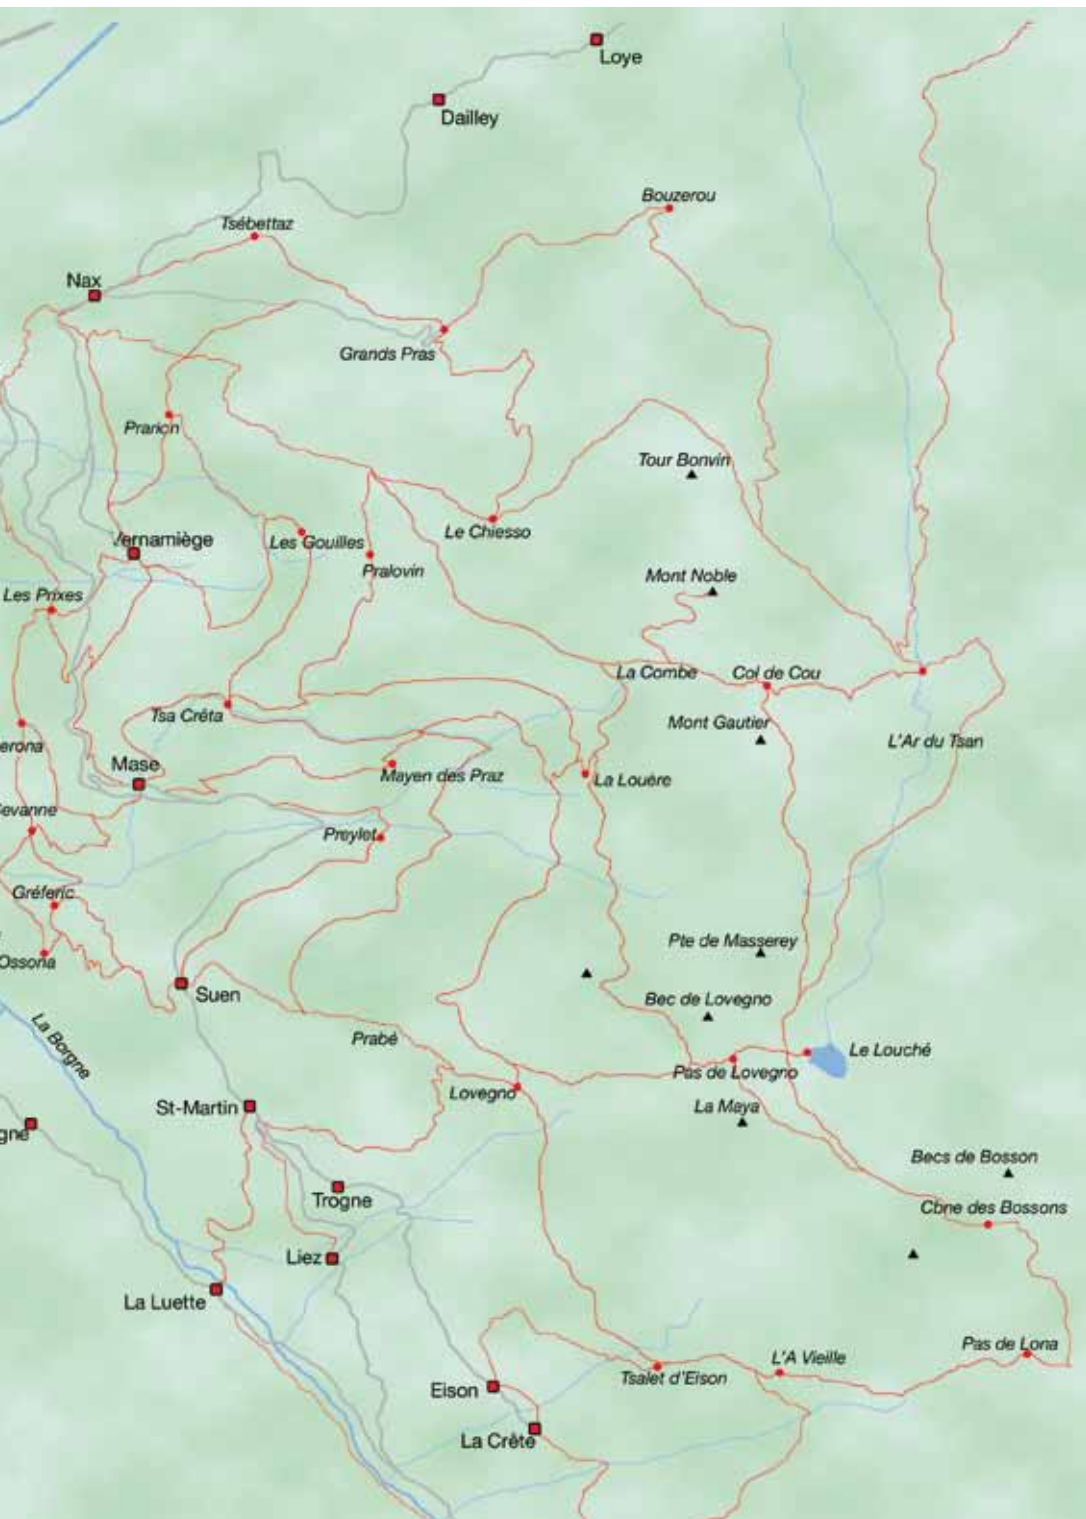 Loye
Dailley
Bouzerou
Tsébettaz
Nax
Grands Pras
Prarion
Tour Bonvin
Le Chiesso
Vernamiège
Les Gouilles
Pralovin
Mont Noble
Les Prixes
La Combe
Col de Cou
Tsa Crêta
Mont Gautier
L'Ar du Tsan
erona
Mase
Mayen des Praz
La Louère
evanne
Preylet
Gréferic
Pte de Masserey
Ossona
Suen
Bec de Lovegno
La Borgne
Prabé
Le Louché
Pas de Lovegno
Lovegno
St-Martin
La Maya
gne
Becs de Bosson
Trogne
Cbne des Bossons
Liez
La Luette
Pas de Lona
L'A Vieille
Tsalet d'Eison
Eison
La Crête